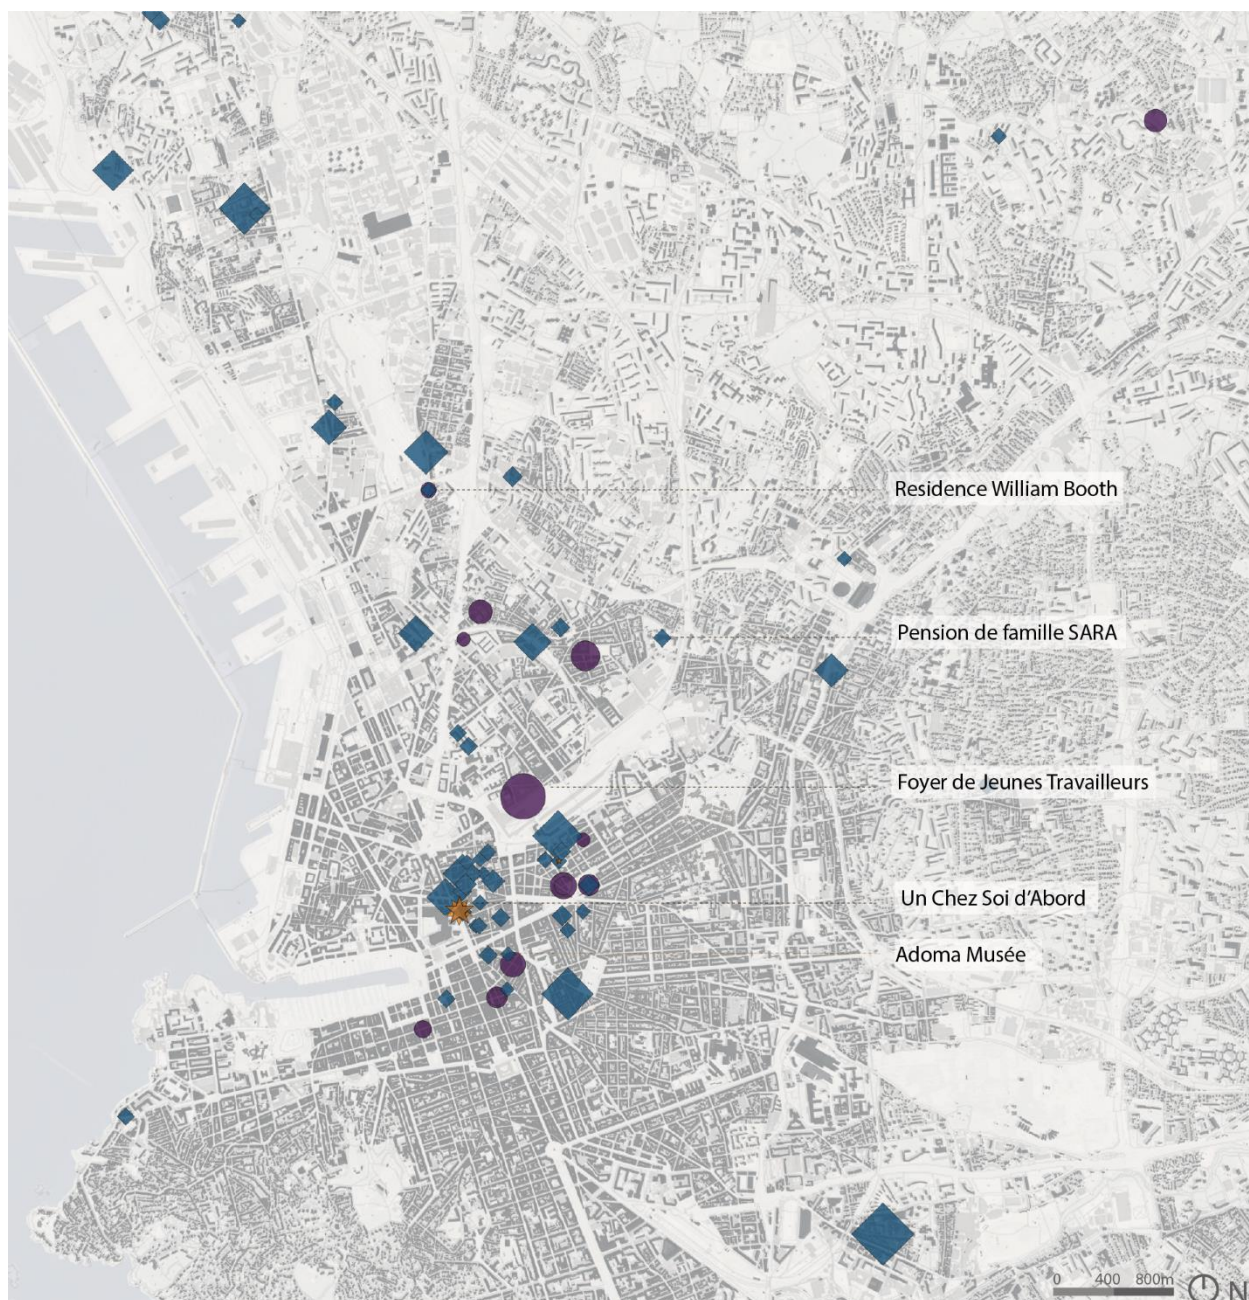 Residence William Booth
Pension de famille SARA
Foyer de Jeunes Travailleurs
Un Chez Soi d’Abord
Adoma Musée
0 400 800m
N